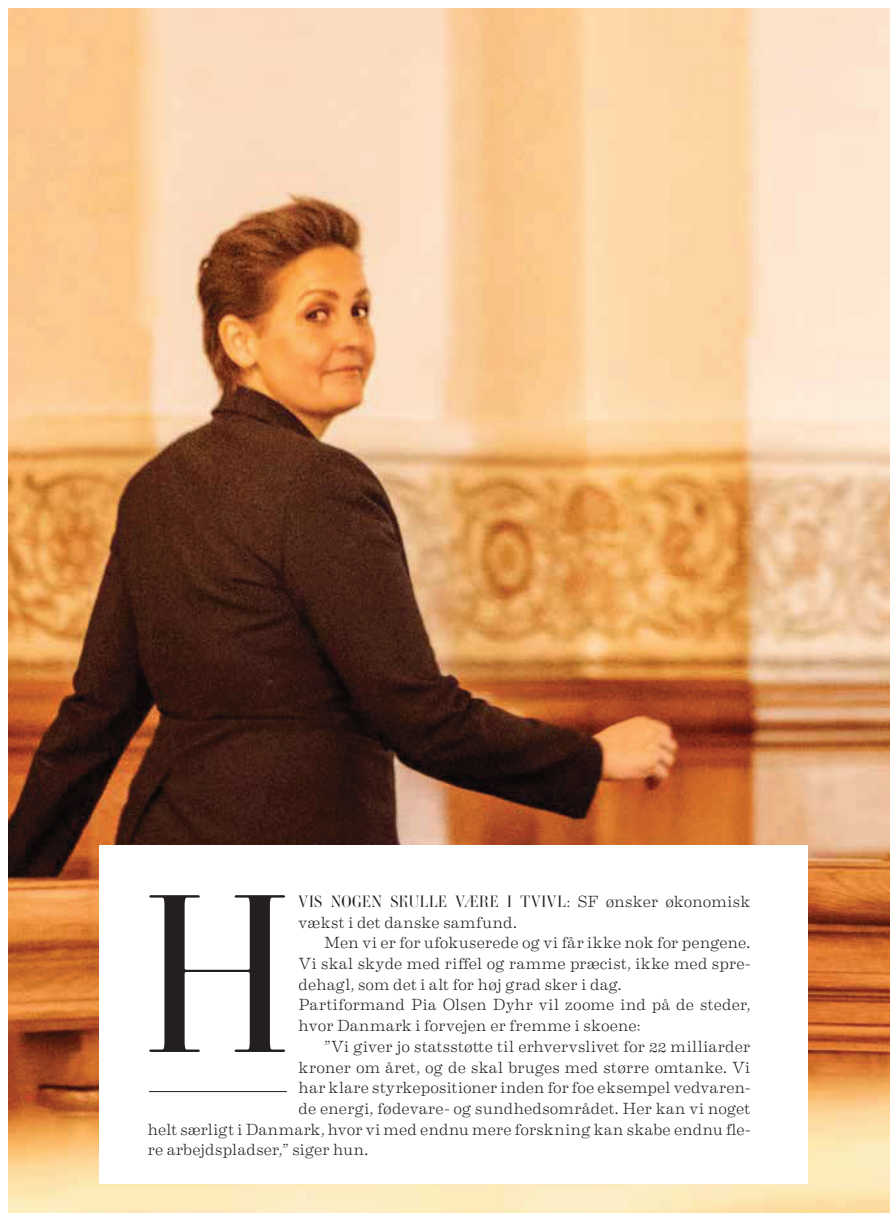 HVIS NOGEN SKULLE VÆRE I TVIVL: SF ønsker økonomisk
vækst i det danske samfund.
Men vi er for ufokuserede og vi får ikke nok for pengene.
Vi skal skyde med riffel og ramme præcist, ikke med spre-
dehagl, som det i alt for høj grad sker i dag.
Partiformand Pia Olsen Dyhr vil zoome ind på de steder,
hvor Danmark i forvejen er fremme i skoene:
”Vi giver jo statsstøtte til erhvervslivet for 22 milliarder
kroner om året, og de skal bruges med større omtanke. Vi
har klare styrkepositioner inden for foe eksempel vedvaren-
de energi, fødevare- og sundhedsområdet. Her kan vi noget
helt særligt i Danmark, hvor vi med endnu mere forskning kan skabe endnu fle-
re arbejdspladser,” siger hun.